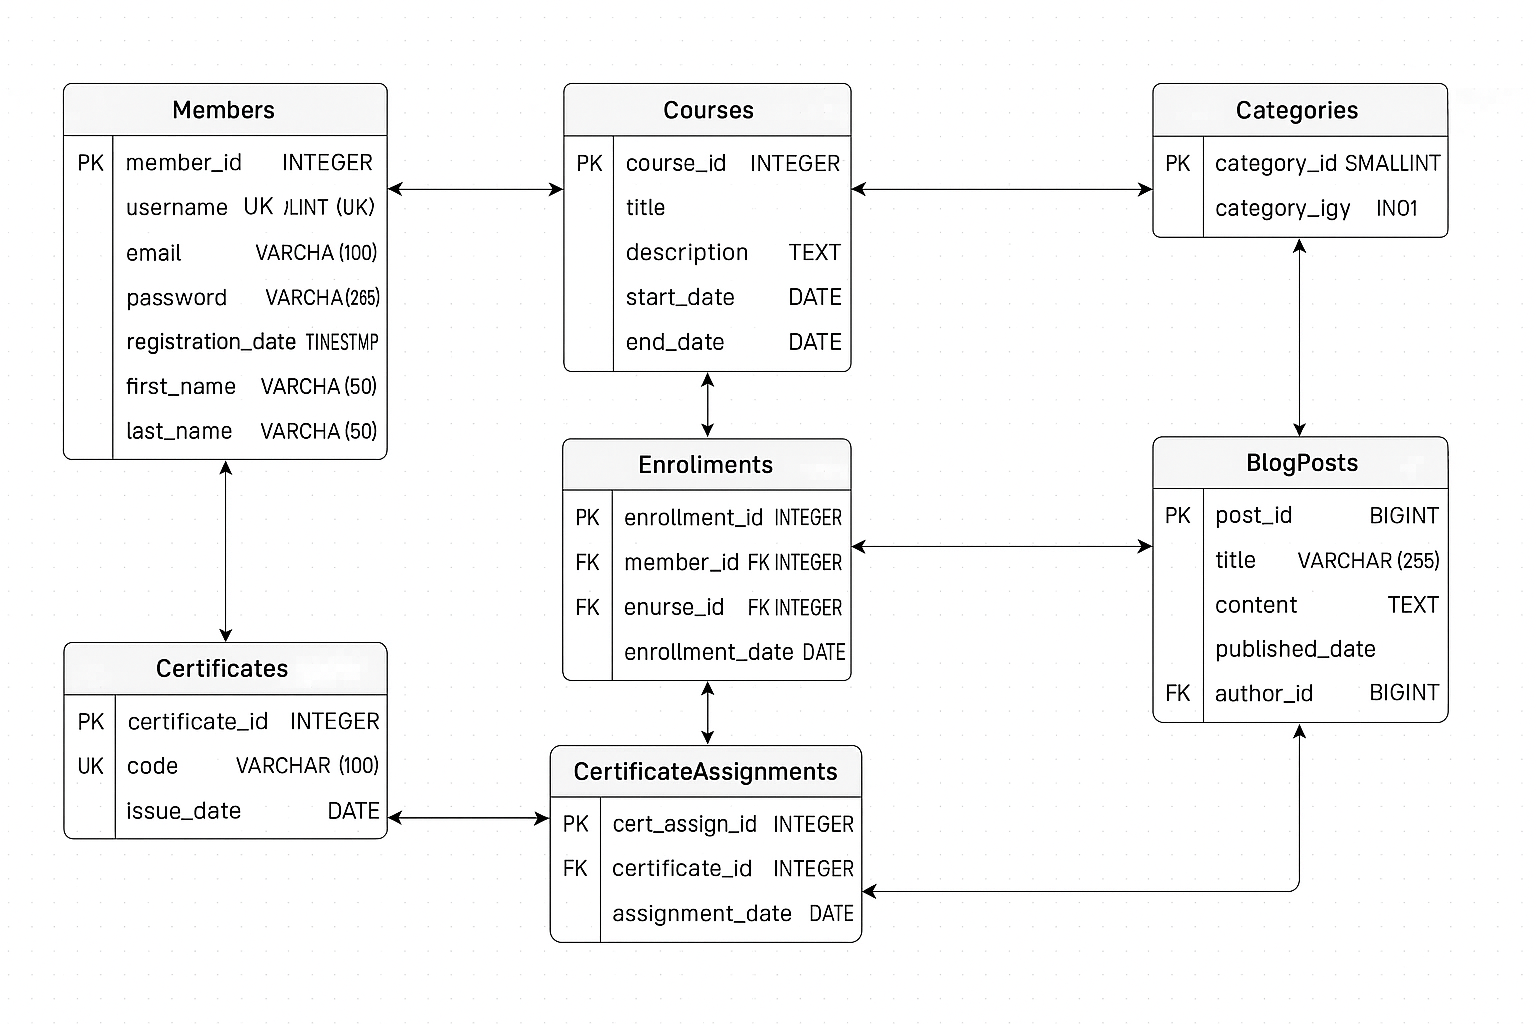 Members
PK member_id INTEGER
username UK LINT (UK)
email VARCHA (100)
password VARCHA (265)
registration_date TINESTMP
first_name VARCHA (50)
last_name VARCHA (50)
Courses
PK course_id INTEGER
title
description TEXT
start_date DATE
end_date DATE
Categories
PK category_id SMALLINT
category_igy INO1
Enroliments
PK enrollment_id INTEGER
FK member_id FK INTEGER
FK enurse_id FK INTEGER
enrollment_date DATE
BlogPosts
PK post_id BIGINT
title VARCHAR (255)
content TEXT
published_date
FK author_id BIGINT
Certificates
PK certificate_id INTEGER
UK code VARCHAR (100)
issue_date DATE
CertificateAssignments
PK cert_assign_id INTEGER
FK certificate_id INTEGER
assignment_date DATE